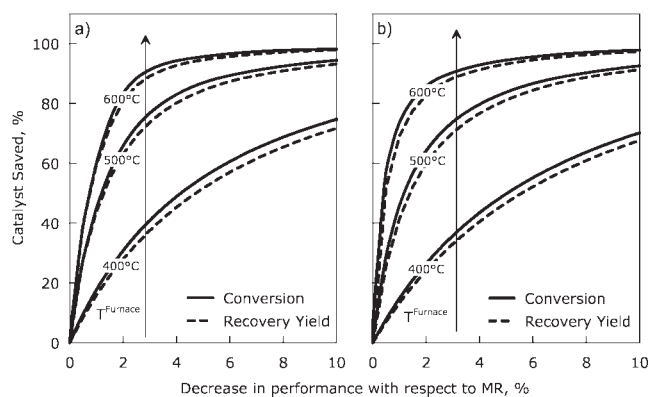 a)
b)
100
80
60
40
20
0
Catalyst Saved, %
600°C
500°C
400°C
T^Furnace
Conversion
Recovery Yield
0 2 4 6 8 10
600°C
500°C
400°C
T^Furnace
Conversion
Recovery Yield
0 2 4 6 8 10
Decrease in performance with respect to MR, %